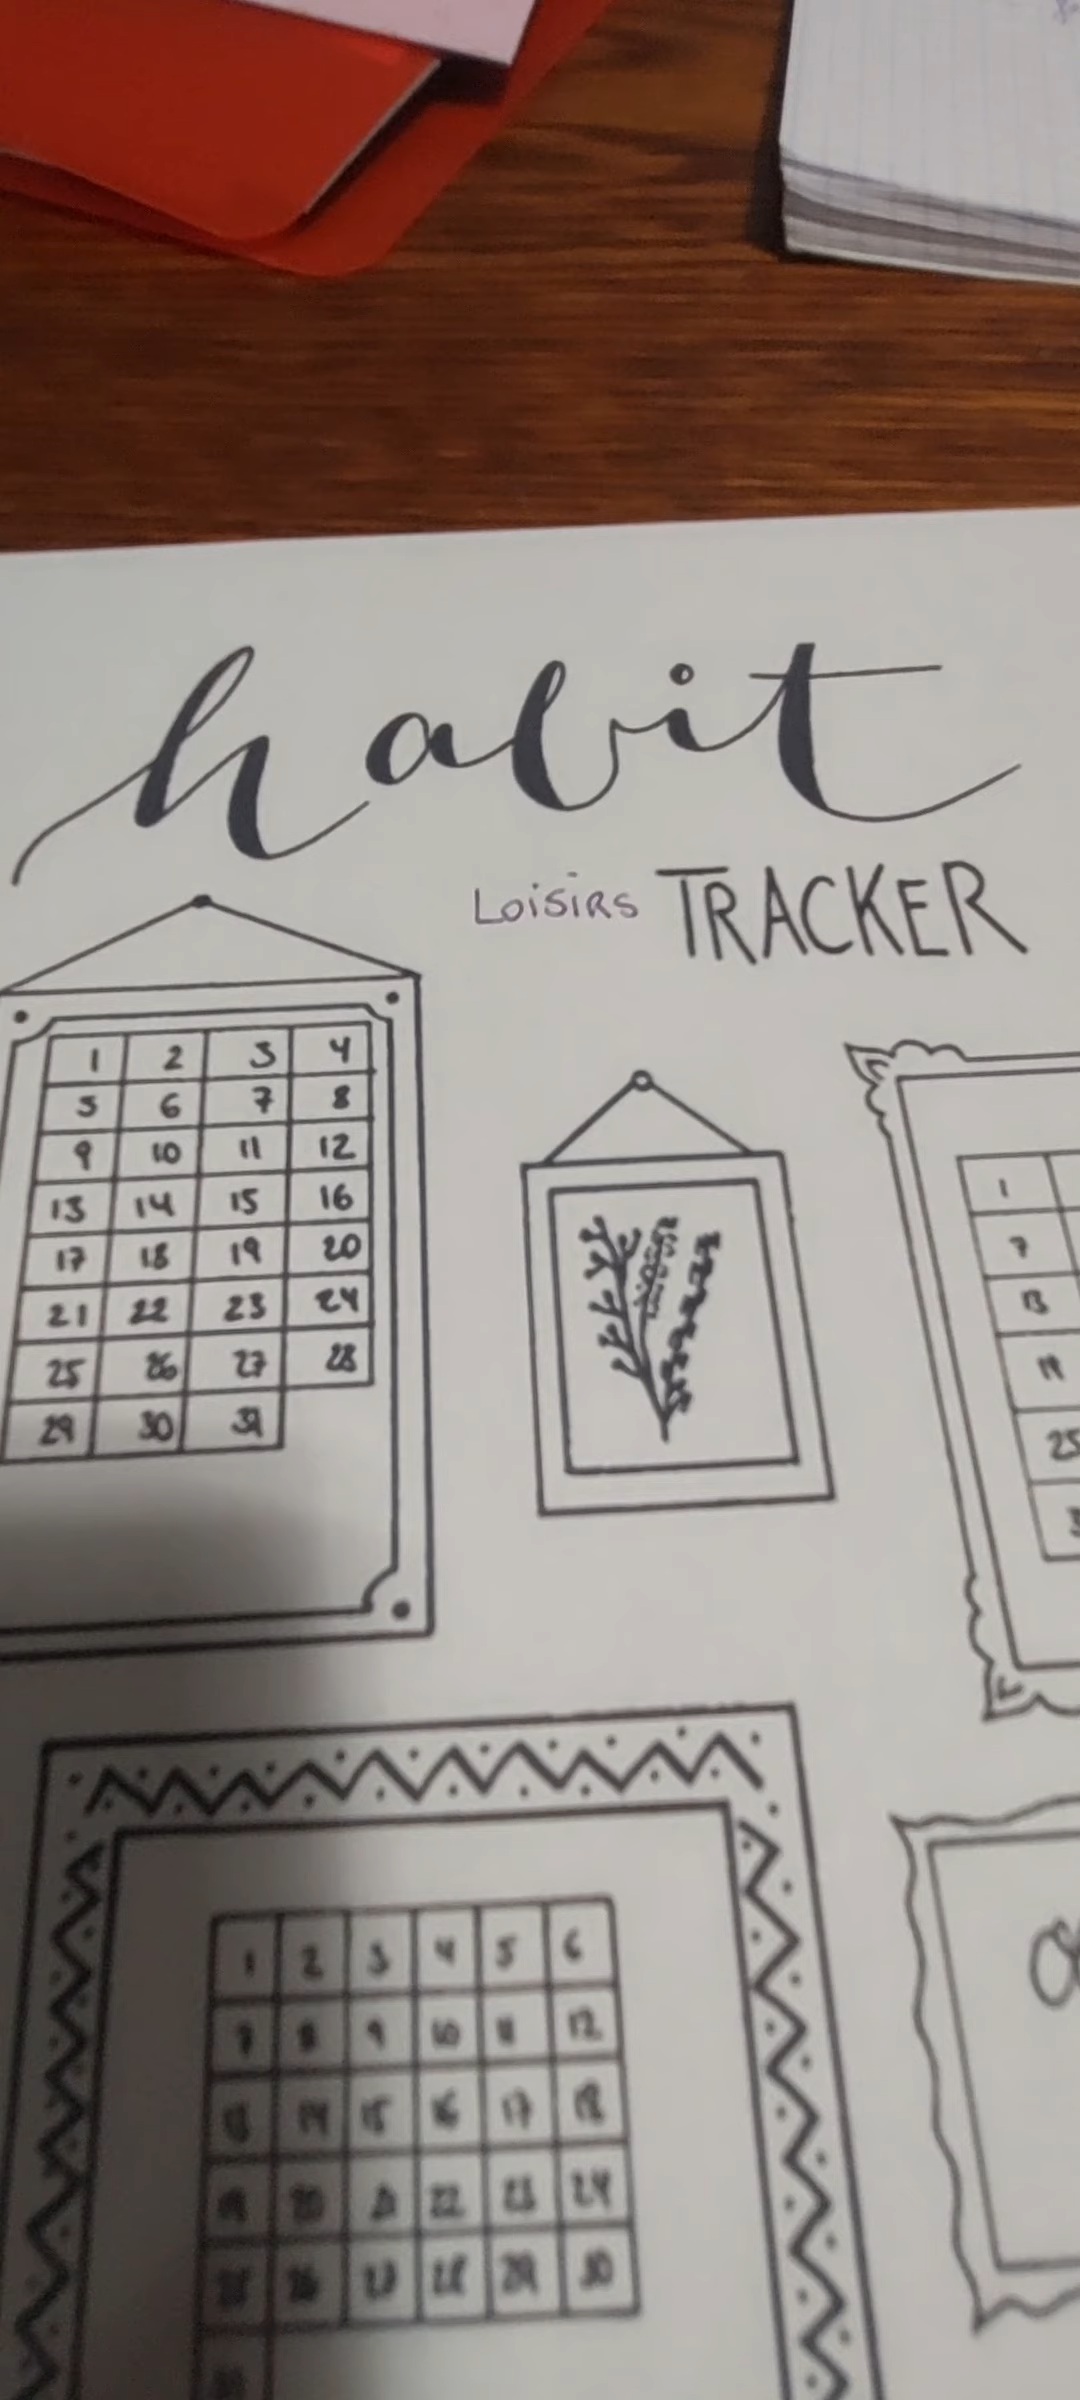 habit
Loisirs TRACKER
1 2 3 4
5 6 7 8
9 10 11 12
13 14 15 16
17 18 19 20
21 22 23 24
25 26 27 28
29 30 31
1
7
13
19
25
3
1 2 3 4 5 6
7 8 9 10 11 12
13 14 15 16 17 18
19 20 21 22 23 24
25 26 27 28 29 30